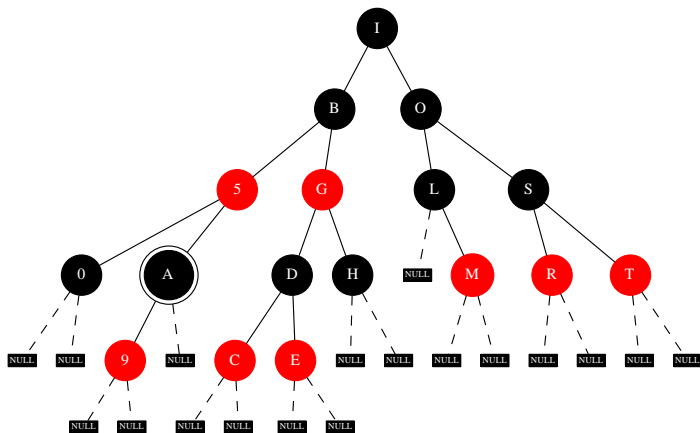 I
B O
5 G L S
0 A D H NULL M R T
NULL NULL 9 NULL C E NULL NULL NULL NULL NULL NULL NULL NULL
NULL NULL NULL NULL NULL NULL